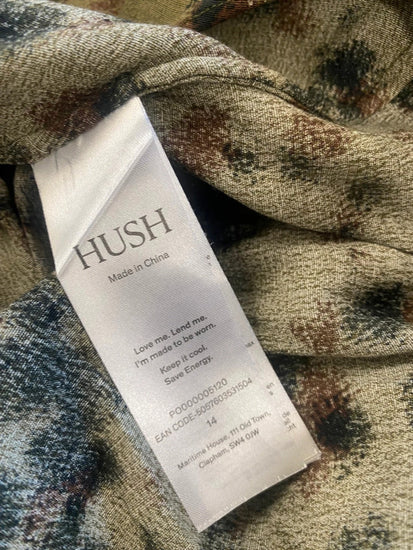 HUSH
Made in China
Love me. Lend me.
I'm made to be worn.
Keep it cool.
Save Energy.
PO000005120
EAN CODE:5057603531504
14
Maritime House, 111 Old Town,
Clapham, SW4 0JW